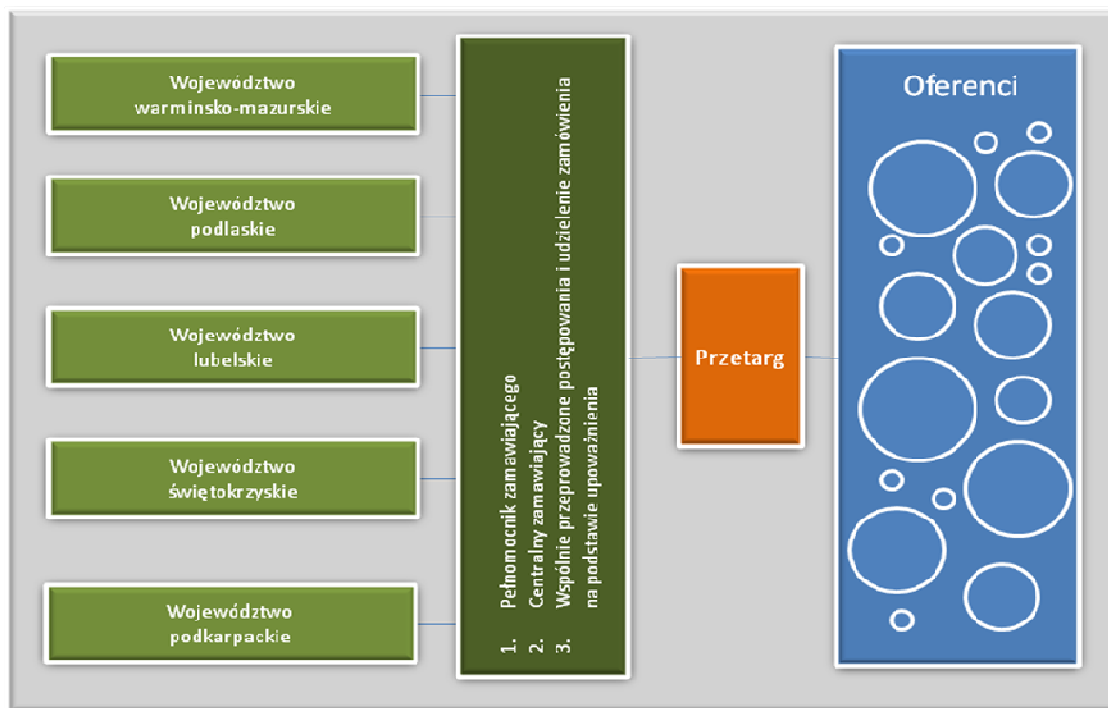 Województwo
warminsko-mazurskie
Województwo
podlaskie
Województwo
lubelskie
Województwo
świętokrzyskie
Województwo
podkarpackie
1. Pełnomocnik zamawiającego
2. Centralny zamawiający
3. Wspólnie przeprowadzone postępowania i udzielenie zamówienia
na podstawie upoważnienia
Przetarg
Oferenci